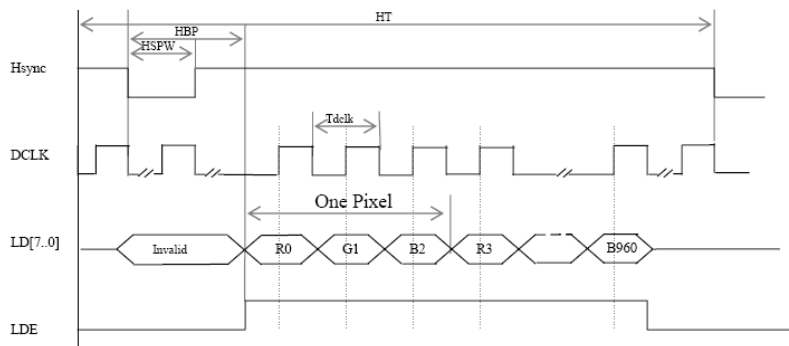 HT
HBP
HSPW
Hsync
Tdclk
DCLK
One Pixel
LD[7..0]
Invalid
R0
G1
B2
R3
B960
LDE